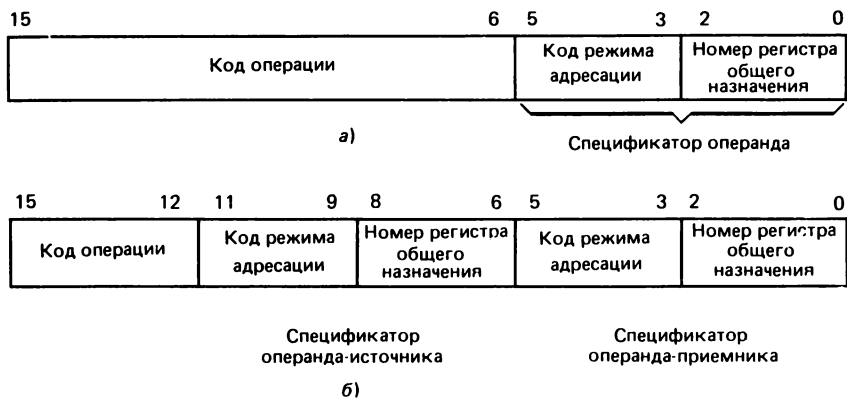 15 6 5 3 2 0
Код операции
Код режима
адресации
Номер регистра
общего
назначения
а)
Спецификатор операнда
15 12 11 9 8 6 5 3 2 0
Код операции
Код режима
адресации
Номер регистра
общего
назначения
Код режима
адресации
Номер регистра
общего
назначения
Спецификатор
операнда-источника
Спецификатор
операнда-приемника
б)